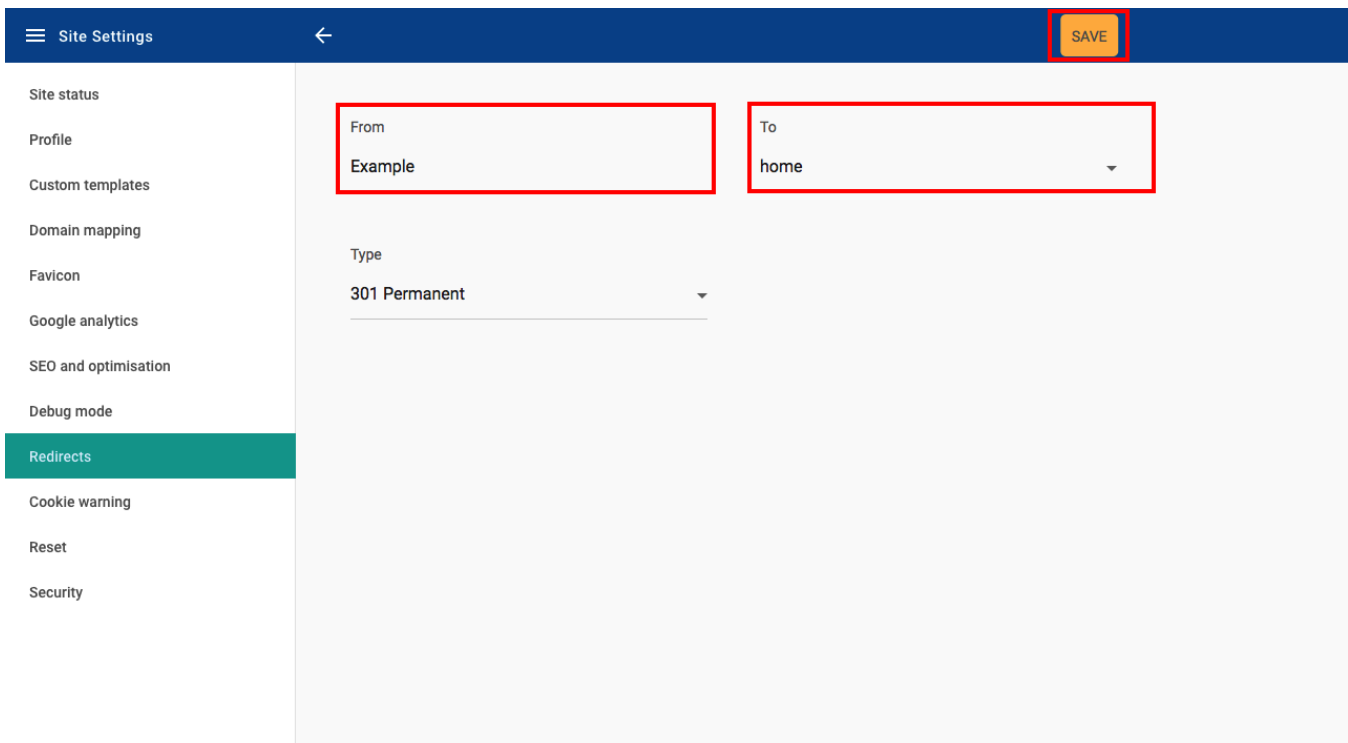 Site Settings
SAVE
Site status
Profile
Custom templates
Domain mapping
Favicon
Google analytics
SEO and optimisation
Debug mode
Redirects
Cookie warning
Reset
Security
From
Example
To
home
Type
301 Permanent